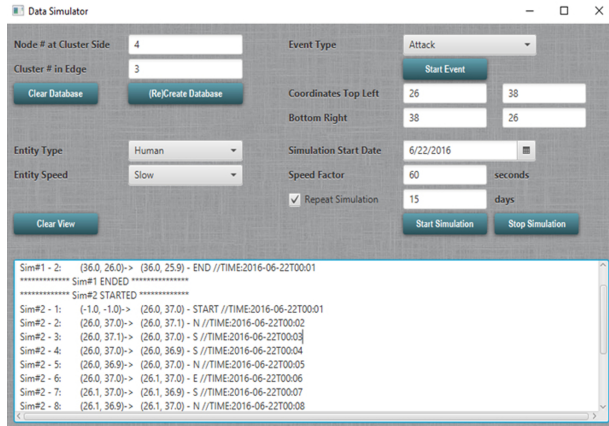 Data Simulator
Node # at Cluster Side 4 Event Type Attack
Cluster # in Edge 3 Start Event
Clear Database (Re)Create Database Coordinates Top Left 26 38
Bottom Right 38 26
Entity Type Human Simulation Start Date 6/22/2016
Entity Speed Slow Speed Factor 60 seconds
Repeat Simulation 15 days
Clear View Start Simulation Stop Simulation
Sim#1 - 2: (36.0, 26.0)-> (36.0, 25.9) - END //TIME:2016-06-22T00:01
************* Sim#1 ENDED ***************
************* Sim#2 STARTED *************
Sim#2 - 1: (-1.0, -1.0)-> (26.0, 37.0) - START //TIME:2016-06-22T00:01
Sim#2 - 2: (26.0, 37.0)-> (26.0, 37.1) - N //TIME:2016-06-22T00:02
Sim#2 - 3: (26.0, 37.1)-> (26.0, 37.0) - S //TIME:2016-06-22T00:03
Sim#2 - 4: (26.0, 37.0)-> (26.0, 36.9) - S //TIME:2016-06-22T00:04
Sim#2 - 5: (26.0, 36.9)-> (26.0, 37.0) - N //TIME:2016-06-22T00:05
Sim#2 - 6: (26.0, 37.0)-> (26.1, 37.0) - E //TIME:2016-06-22T00:06
Sim#2 - 7: (26.1, 37.0)-> (26.1, 36.9) - S //TIME:2016-06-22T00:07
Sim#2 - 8: (26.1, 36.9)-> (26.1, 37.0) - N //TIME:2016-06-22T00:08